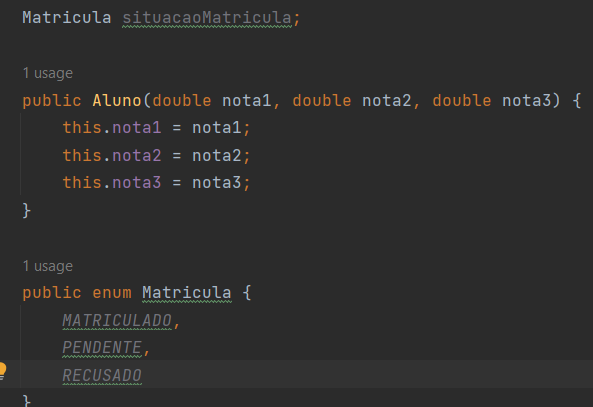 Matricula situacaoMatricula;
1 usage
public Aluno(double nota1, double nota2, double nota3) {
this.nota1 = nota1;
this.nota2 = nota2;
this.nota3 = nota3;
}
1 usage
public enum Matricula {
MATRICULADO,
PENDENTE,
RECUSADO
}